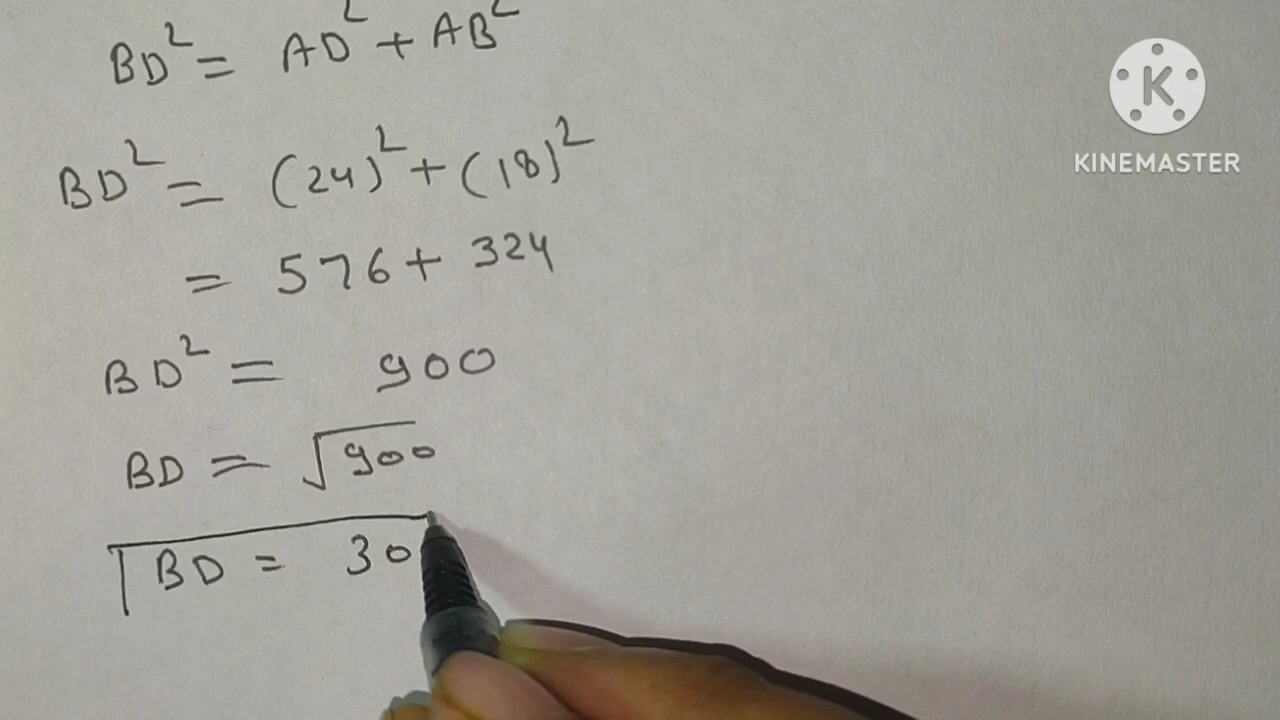 BD² = AD² + AB²
BD² = (24)² + (18)²
= 576 + 324
BD² = 900
BD = √900
BD = 30
K
KINEMASTER